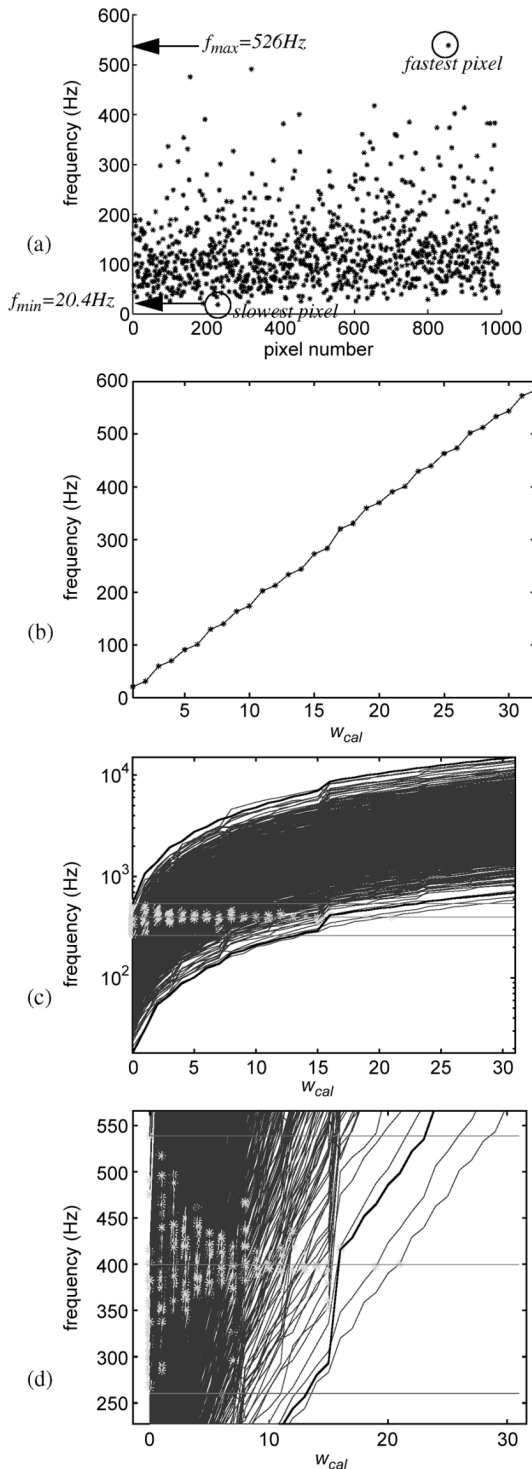 600
f_max=526Hz
fastest pixel
500
400
300
200
100
0
frequency (Hz)
(a)
f_min=20.4Hz
slowest pixel
0 200 400 600 800 1000
pixel number
600
500
400
300
200
100
0
frequency (Hz)
(b)
5 10 15 20 25 30
w_cal
10^4
10^3
10^2
frequency (Hz)
(c)
0 5 10 15 20 25 30
w_cal
550
500
450
400
350
300
250
frequency (Hz)
(d)
0 10 20 30
w_cal